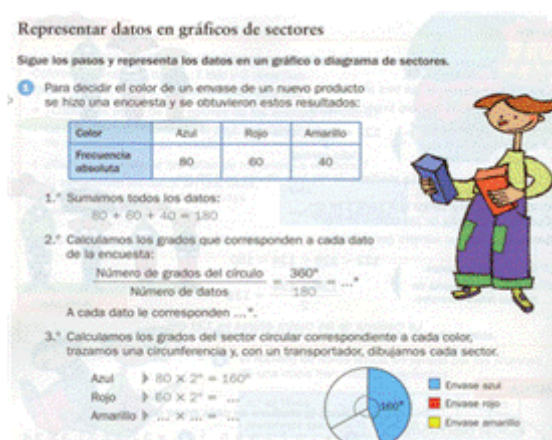 Representar datos en gráficos de sectores
Sigue los pasos y representa los datos en un gráfico o diagrama de sectores.
1 Para decidir el color de un envase de un nuevo producto
se hizo una encuesta y se obtuvieron estos resultados:
Color Azul Rojo Amarillo
Frecuencia
absoluta 80 60 40
1.º Sumamos todos los datos:
80 + 60 + 40 = 180
2.º Calculamos los grados que corresponden a cada dato
de la encuesta:
Número de grados del círculo / Número de datos = 360º / 180 = ...º
A cada dato le corresponden ...º.
3.º Calculamos los grados del sector circular correspondiente a cada color,
trazamos una circunferencia y, con un transportador, dibujamos cada sector.
Azul 80 × 2º = 160º
Rojo 60 × 2º = ...
Amarillo ... × ... = ...
160º
Envase azul
Envase rojo
Envase amarillo